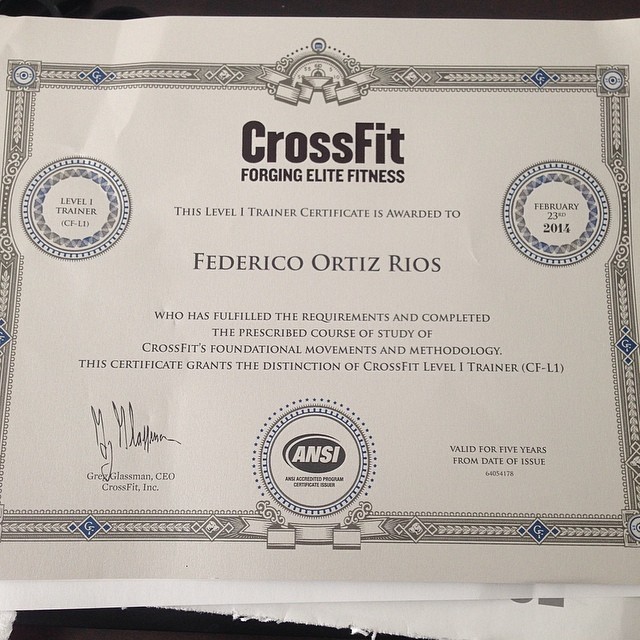 CrossFit
FORGING ELITE FITNESS
LEVEL I
TRAINER
(CF-L1)
FEBRUARY
23RD
2014
THIS LEVEL I TRAINER CERTIFICATE IS AWARDED TO
FEDERICO ORTIZ RIOS
WHO HAS FULFILLED THE REQUIREMENTS AND COMPLETED
THE PRESCRIBED COURSE OF STUDY OF
CROSSFIT'S FOUNDATIONAL MOVEMENTS AND METHODOLOGY.
THIS CERTIFICATE GRANTS THE DISTINCTION OF CROSSFIT LEVEL I TRAINER (CF-L1)
Greg Glassman, CEO
CrossFit, Inc.
ANSI
ANSI ACCREDITED PROGRAM
CERTIFICATE ISSUER
VALID FOR FIVE YEARS
FROM DATE OF ISSUE
64054178